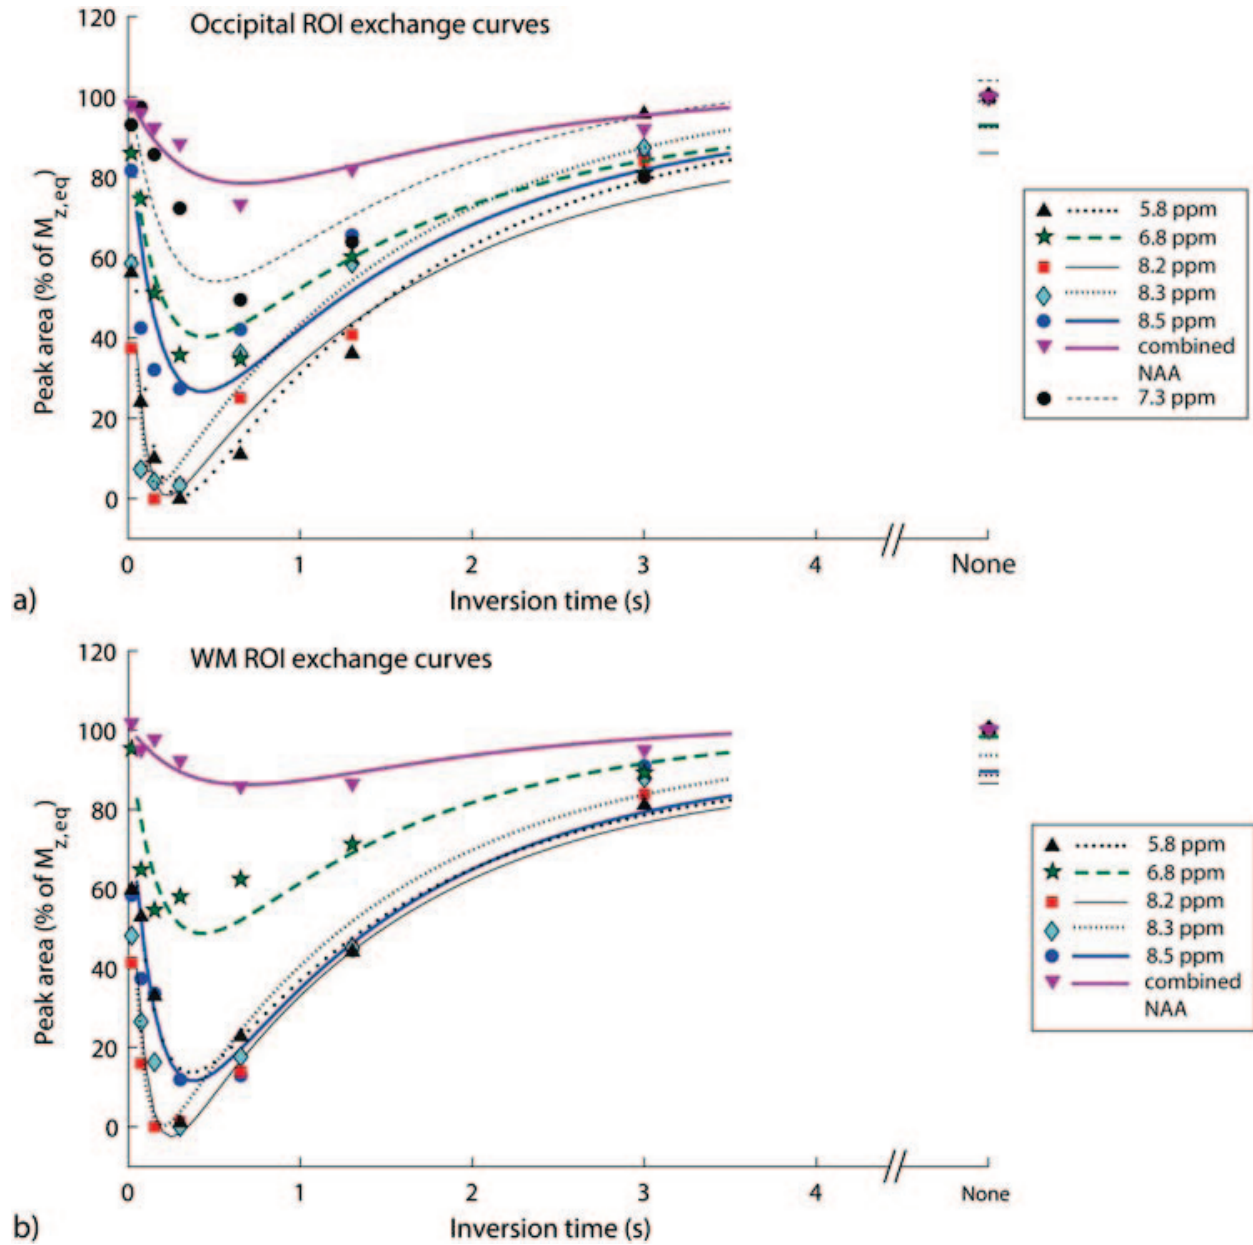 120
Occipital ROI exchange curves
100
80
60
40
20
0
Peak area (% of Mz,eq)
0 1 2 3 4 None
Inversion time (s)
a)
5.8 ppm
6.8 ppm
8.2 ppm
8.3 ppm
8.5 ppm
combined
NAA
7.3 ppm
120
WM ROI exchange curves
100
80
60
40
20
0
Peak area (% of Mz,eq)
0 1 2 3 4 None
Inversion time (s)
b)
5.8 ppm
6.8 ppm
8.2 ppm
8.3 ppm
8.5 ppm
combined
NAA